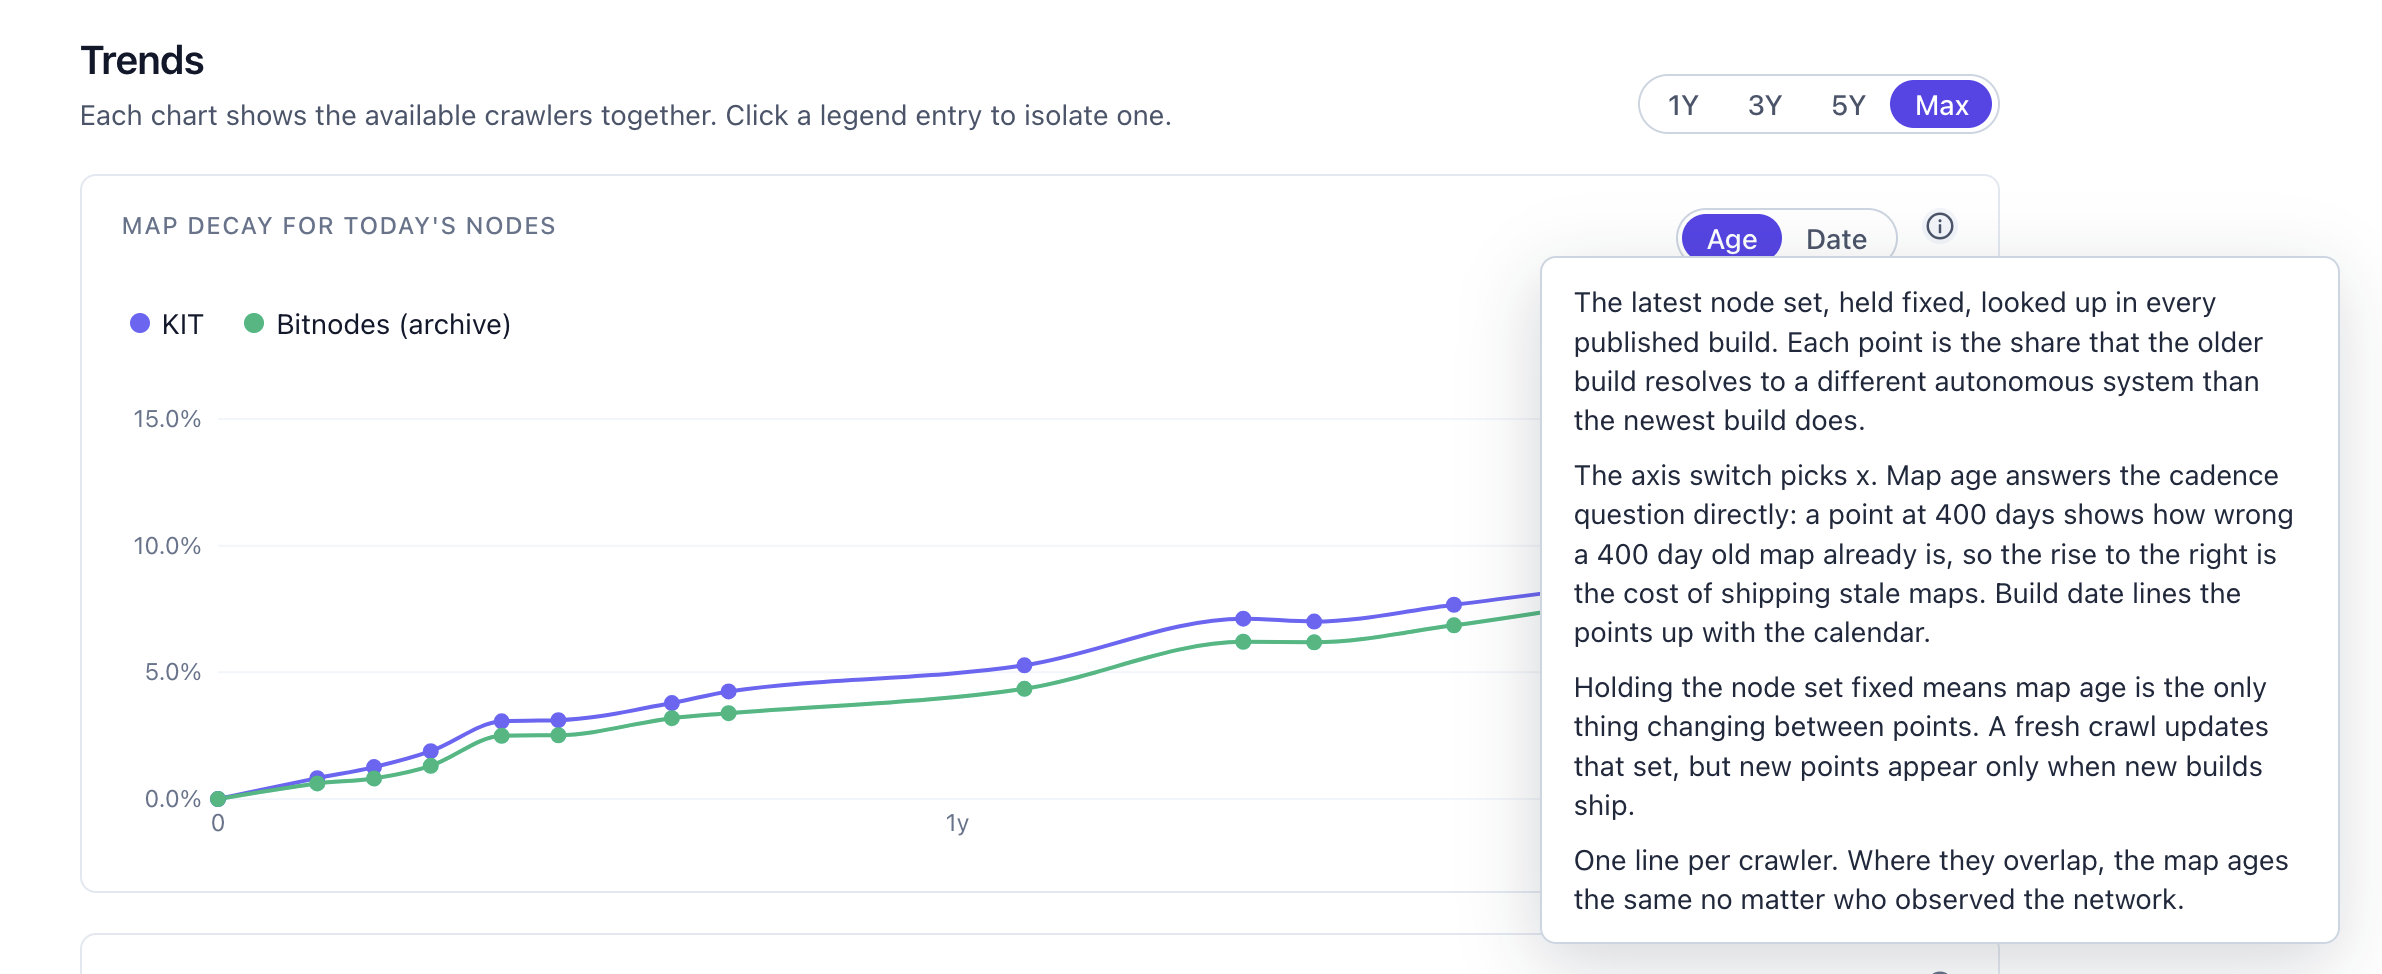 Trends
Each chart shows the available crawlers together. Click a legend entry to isolate one.
1Y 3Y 5Y Max
MAP DECAY FOR TODAY'S NODES
Age Date
KIT Bitnodes (archive)
15.0%
10.0%
5.0%
0.0%
0 1y
The latest node set, held fixed, looked up in every
published build. Each point is the share that the older
build resolves to a different autonomous system than
the newest build does.
The axis switch picks x. Map age answers the cadence
question directly: a point at 400 days shows how wrong
a 400 day old map already is, so the rise to the right is
the cost of shipping stale maps. Build date lines the
points up with the calendar.
Holding the node set fixed means map age is the only
thing changing between points. A fresh crawl updates
that set, but new points appear only when new builds
ship.
One line per crawler. Where they overlap, the map ages
the same no matter who observed the network.